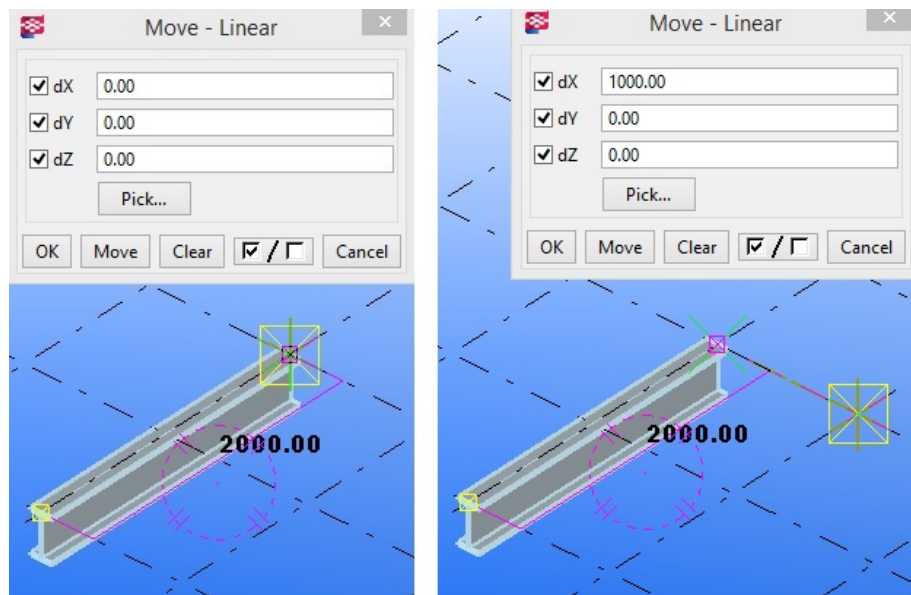 Move - Linear
dX 0.00
dY 0.00
dZ 0.00
Pick...
OK Move Clear / Cancel
2000.00
Move - Linear
dX 1000.00
dY 0.00
dZ 0.00
Pick...
OK Move Clear / Cancel
2000.00